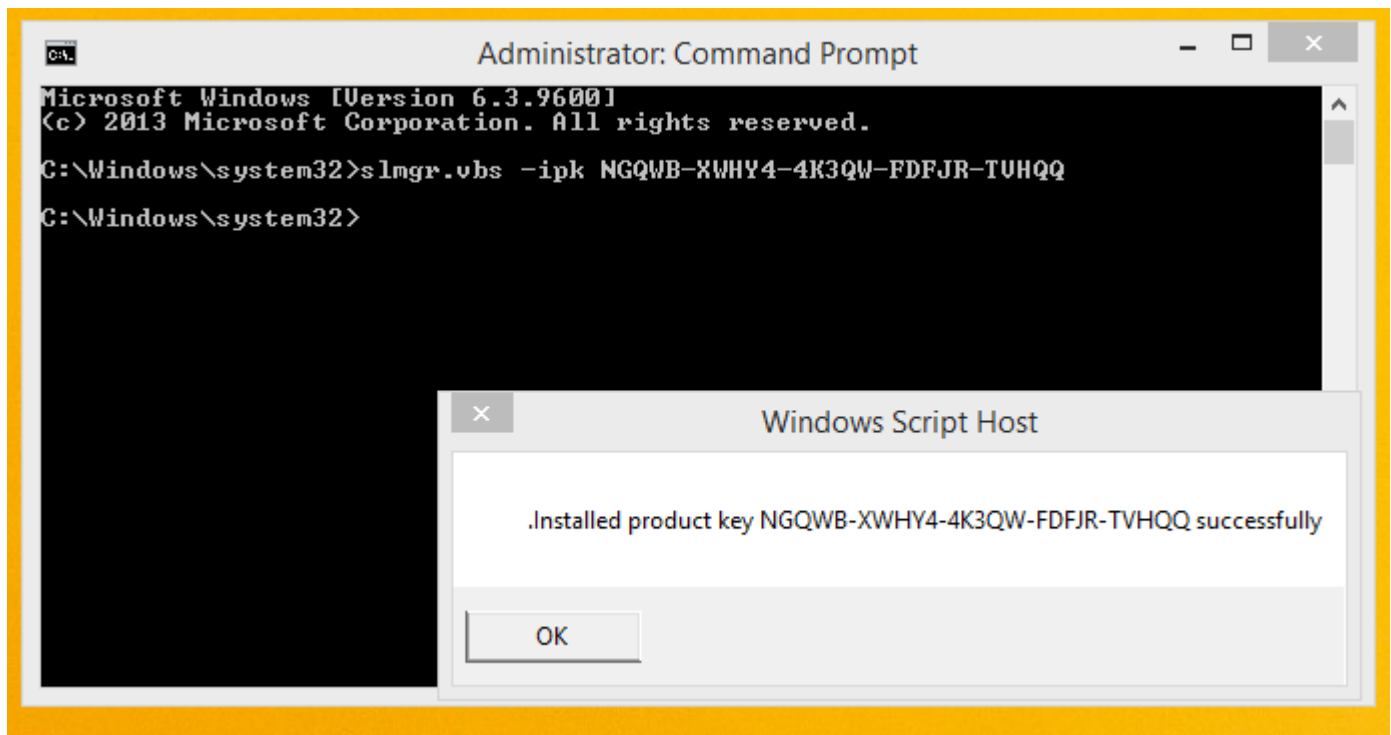 Administrator: Command Prompt
Microsoft Windows [Version 6.3.9600]
(c) 2013 Microsoft Corporation. All rights reserved.
C:\Windows\system32>slmgr.vbs -ipk NGQWB-XWHY4-4K3QW-FDFJR-TVHQQ
C:\Windows\system32>
Windows Script Host
.Installed product key NGQWB-XWHY4-4K3QW-FDFJR-TVHQQ successfully
OK